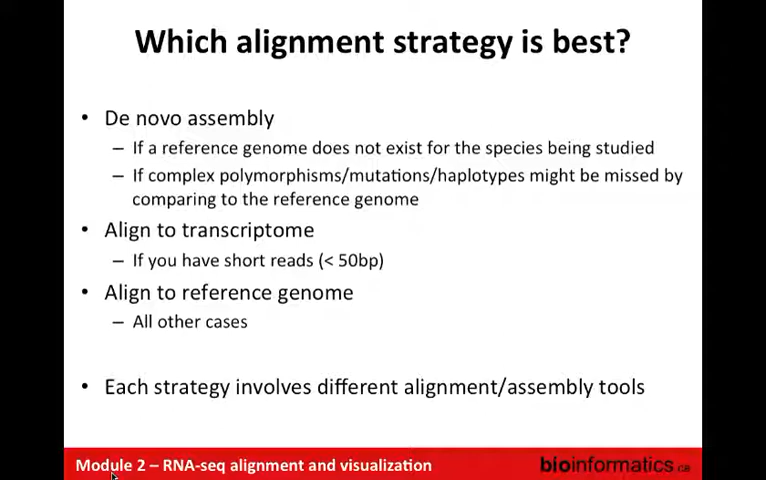 Which alignment strategy is best?
• De novo assembly
– If a reference genome does not exist for the species being studied
– If complex polymorphisms/mutations/haplotypes might be missed by
comparing to the reference genome
• Align to transcriptome
– If you have short reads (< 50bp)
• Align to reference genome
– All other cases
• Each strategy involves different alignment/assembly tools
Module 2 – RNA-seq alignment and visualization
bioinformatics.ca